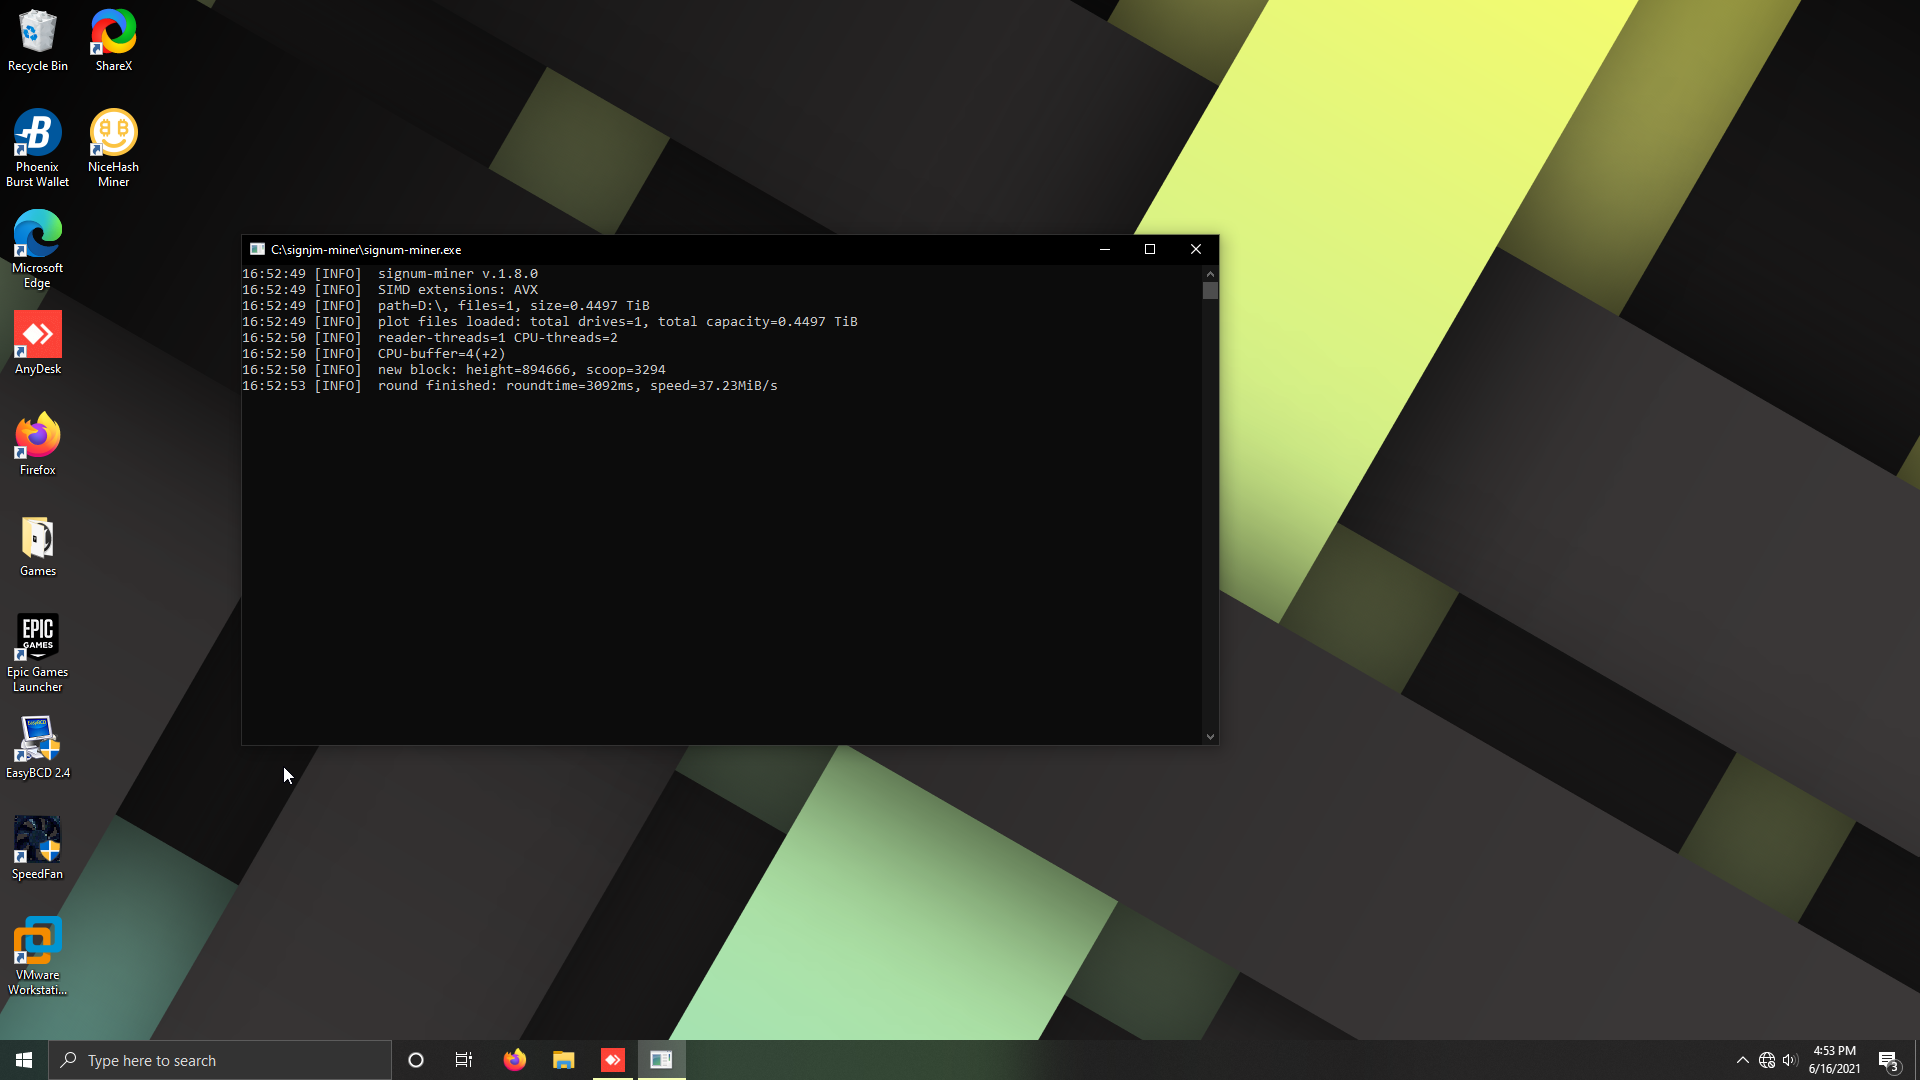 Recycle Bin
ShareX
Phoenix
Burst Wallet
NiceHash
Miner
Microsoft
Edge
AnyDesk
Firefox
Games
EPIC
GAMES
Epic Games
Launcher
EasyBCD
EasyBCD 2.4
SpeedFan
VMware
Workstati...
C:\signjm-miner\signum-miner.exe
16:52:49 [INFO]  signum-miner v.1.8.0
16:52:49 [INFO]  SIMD extensions: AVX
16:52:49 [INFO]  path=D:\, files=1, size=0.4497 TiB
16:52:49 [INFO]  plot files loaded: total drives=1, total capacity=0.4497 TiB
16:52:50 [INFO]  reader-threads=1 CPU-threads=2
16:52:50 [INFO]  CPU-buffer=4(+2)
16:52:50 [INFO]  new block: height=894666, scoop=3294
16:52:53 [INFO]  round finished: roundtime=3092ms, speed=37.23MiB/s
Type here to search
4:53 PM
6/16/2021
3